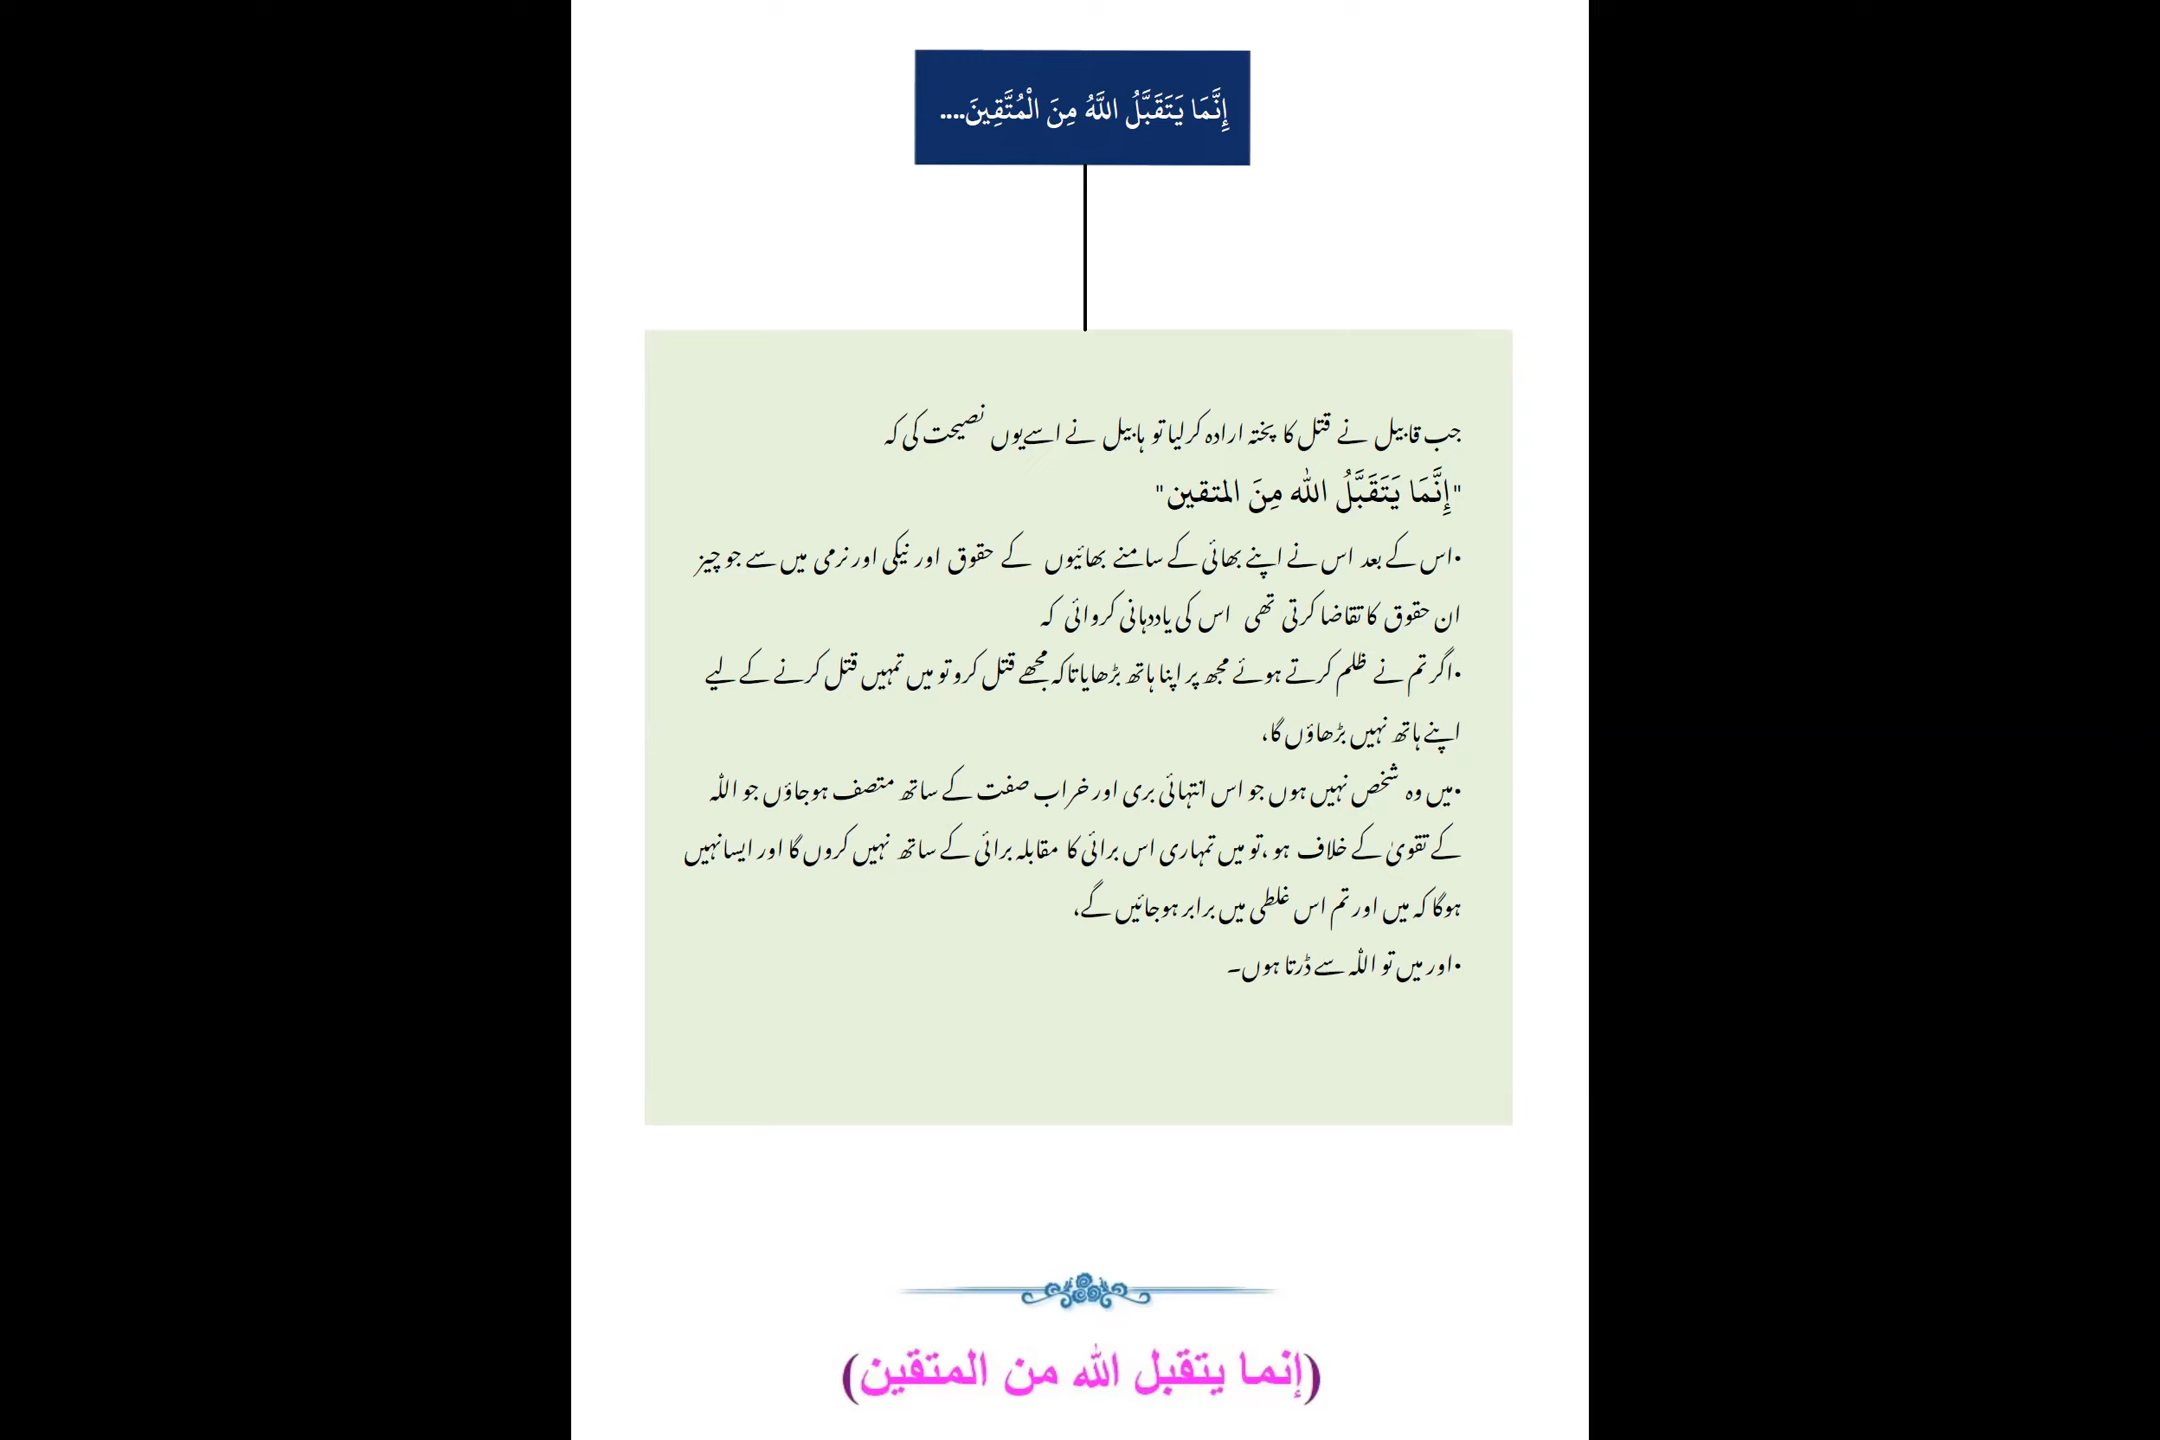 إِنَّمَا يَتَقَبَّلُ اللَّهُ مِنَ الْمُتَّقِينَ....
جب قابیل نے قتل کا پختہ ارادہ کرلیا تو ہابیل نے اسے یوں نصیحت کی کہ
"إِنَّمَا يَتَقَبَّلُ الله مِنَ المتقين"
•اس کے بعد اس نے اپنے بھائی کے سامنے بھائیوں کے حقوق اور نیکی اور نرمی میں سے جو چیز
ان حقوق کا تقاضا کرتی تھی اس کی یاددہانی کروائی کہ
•اگر تم نے ظلم کرتے ہوئے مجھ پر اپنا ہاتھ بڑھایا تاکہ مجھے قتل کرو تو میں تمہیں قتل کرنے کے لیے
اپنے ہاتھ نہیں بڑھاؤں گا،
•میں وہ شخص نہیں ہوں جو اس انتہائی بری اور خراب صفت کے ساتھ متصف ہوجاؤں جو اللہ
کے تقویٰ کے خلاف ہو ،تو میں تمہاری اس برائی کا مقابلہ برائی کے ساتھ نہیں کروں گا اور ایسا نہیں
ہوگا کہ میں اور تم اس غلطی میں برابر ہوجائیں گے،
•اور میں تو اللہ سے ڈرتا ہوں۔
(إنما يتقبل الله من المتقين)